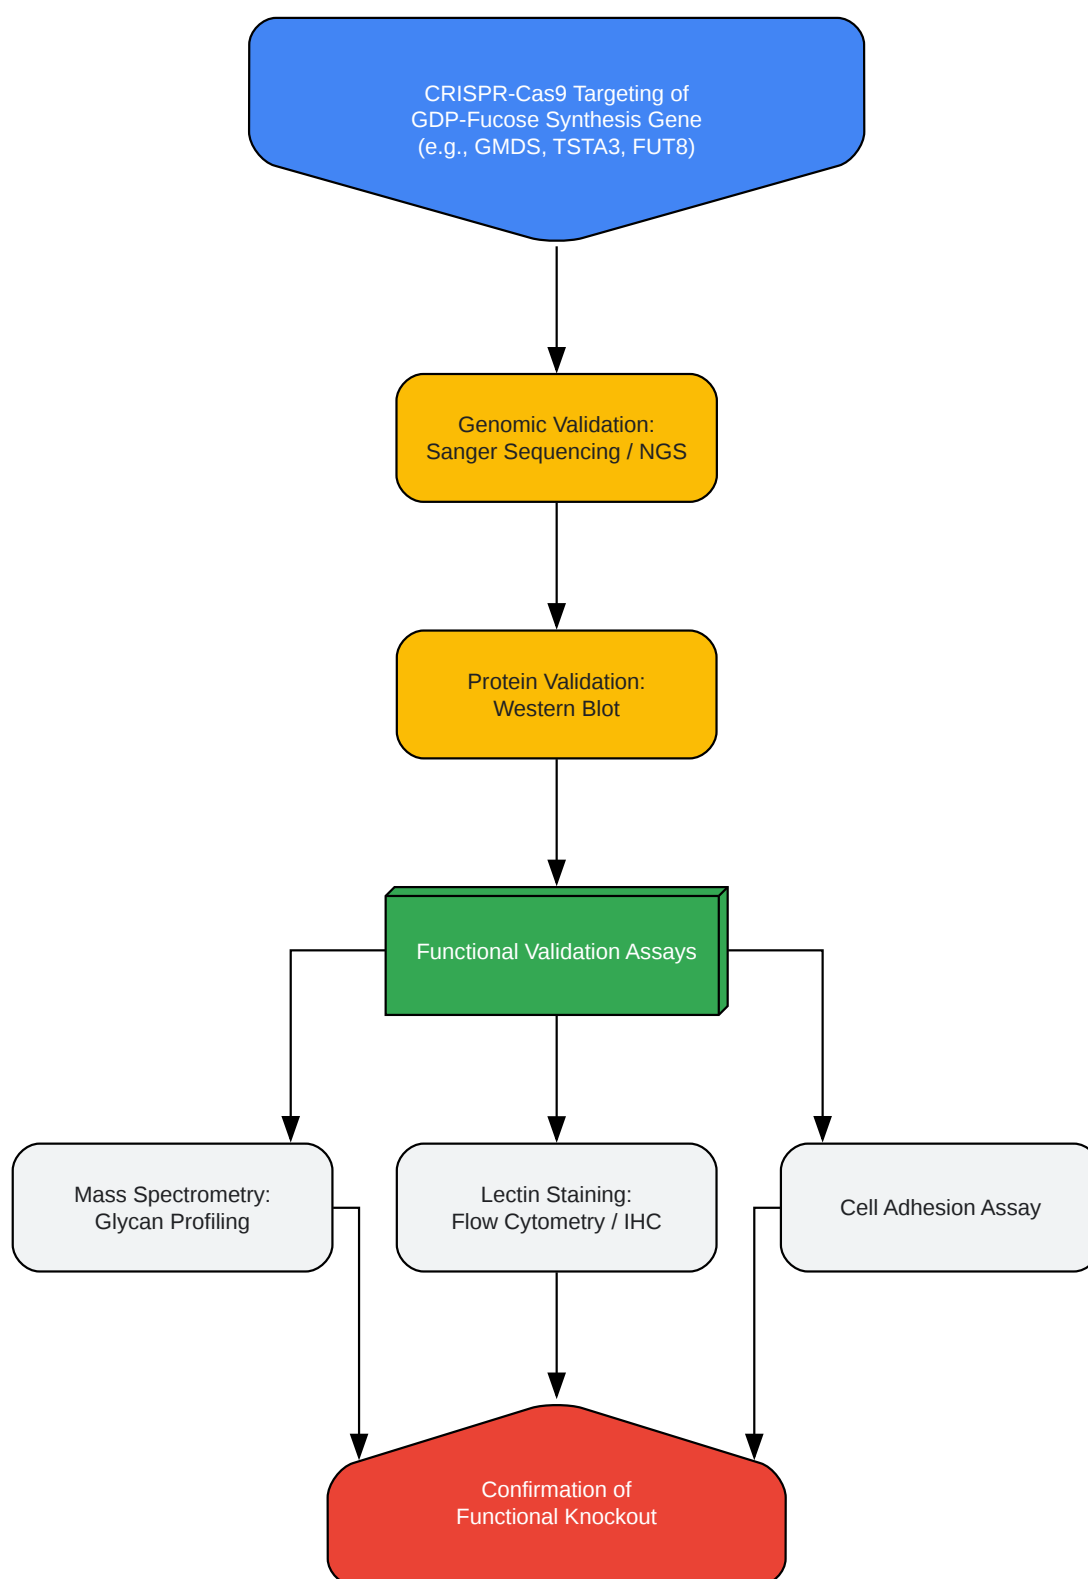 CRISPR-Cas9 Targeting of
GDP-Fucose Synthesis Gene
(e.g., GMDS, TSTA3, FUT8)
Genomic Validation:
Sanger Sequencing / NGS
Protein Validation:
Western Blot
Functional Validation Assays
Mass Spectrometry:
Glycan Profiling
Lectin Staining:
Flow Cytometry / IHC
Cell Adhesion Assay
Confirmation of
Functional Knockout